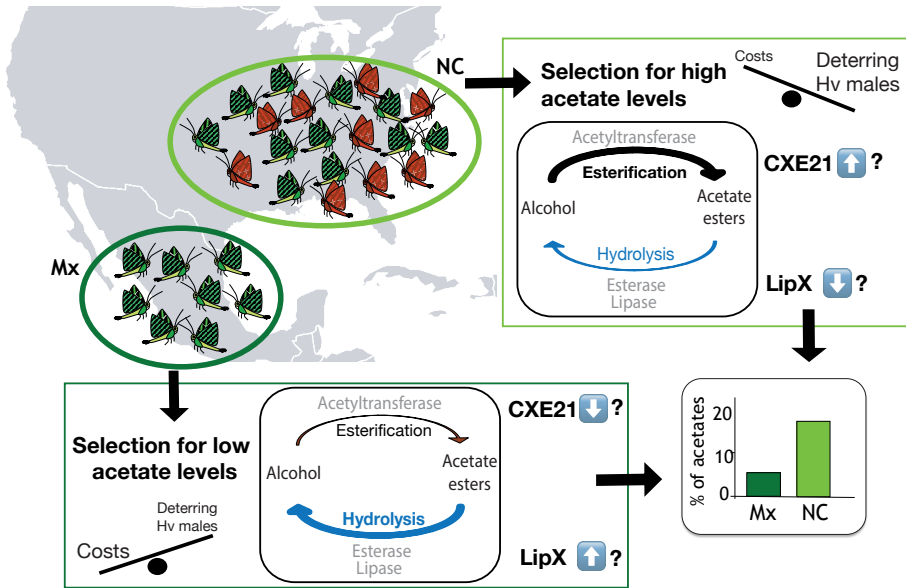 NC
Mx
Selection for high
acetate levels
Costs
Deterring
Hv males
Acetyltransferase
Esterification
Alcohol
Acetate
esters
Hydrolysis
Esterase
Lipase
CXE21 ?
LipX ?
Selection for low
acetate levels
Deterring
Hv males
Costs
Acetyltransferase
Esterification
Alcohol
Acetate
esters
Hydrolysis
Esterase
Lipase
CXE21 ?
LipX ?
% of acetates
20
10
0
Mx NC